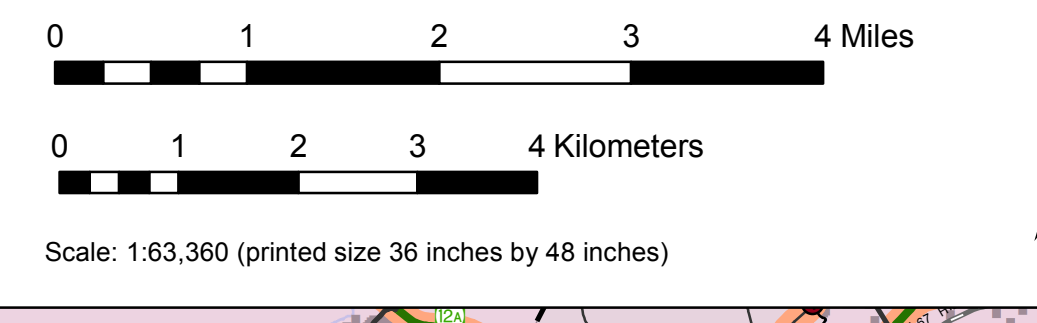 0 1 2 3 4 Miles
0 1 2 3 4 Kilometers
Scale: 1:63,360 (printed size 36 inches by 48 inches)
12A
67 H